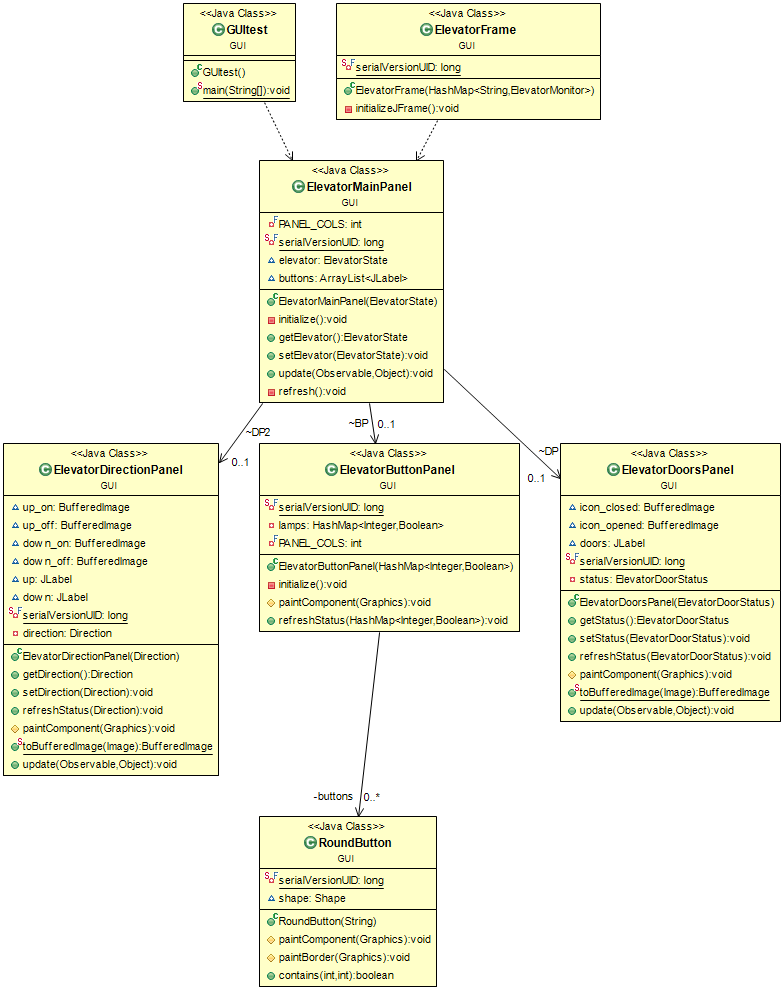 <<Java Class>>
GUItest
GUI
GUItest()
main(String[]):void
<<Java Class>>
ElevatorFrame
GUI
serialVersionUID: long
ElevatorFrame(HashMap<String,ElevatorMonitor>)
initializeJFrame():void
<<Java Class>>
ElevatorMainPanel
GUI
PANEL_COLS: int
serialVersionUID: long
elevator: ElevatorState
buttons: ArrayList<JLabel>
ElevatorMainPanel(ElevatorState)
initialize():void
getElevator():ElevatorState
setElevator(ElevatorState):void
update(Observable,Object):void
refresh():void
~DP2
0..1
~BP
0..1
~DP
0..1
<<Java Class>>
ElevatorDirectionPanel
GUI
up_on: BufferedImage
up_off: BufferedImage
down_on: BufferedImage
down_off: BufferedImage
up: JLabel
down: JLabel
serialVersionUID: long
direction: Direction
ElevatorDirectionPanel(Direction)
getDirection():Direction
setDirection(Direction):void
refreshStatus(Direction):void
paintComponent(Graphics):void
toBufferedImage(Image):BufferedImage
update(Observable,Object):void
<<Java Class>>
ElevatorButtonPanel
GUI
serialVersionUID: long
lamps: HashMap<Integer,Boolean>
PANEL_COLS: int
ElevatorButtonPanel(HashMap<Integer,Boolean>)
initialize():void
paintComponent(Graphics):void
refreshStatus(HashMap<Integer,Boolean>):void
<<Java Class>>
ElevatorDoorsPanel
GUI
icon_closed: BufferedImage
icon_opened: BufferedImage
doors: JLabel
serialVersionUID: long
status: ElevatorDoorStatus
ElevatorDoorsPanel(ElevatorDoorStatus)
getStatus():ElevatorDoorStatus
setStatus(ElevatorDoorStatus):void
refreshStatus(ElevatorDoorStatus):void
paintComponent(Graphics):void
toBufferedImage(Image):BufferedImage
update(Observable,Object):void
-buttons
0..*
<<Java Class>>
RoundButton
GUI
serialVersionUID: long
shape: Shape
RoundButton(String)
paintComponent(Graphics):void
paintBorder(Graphics):void
contains(int,int):boolean